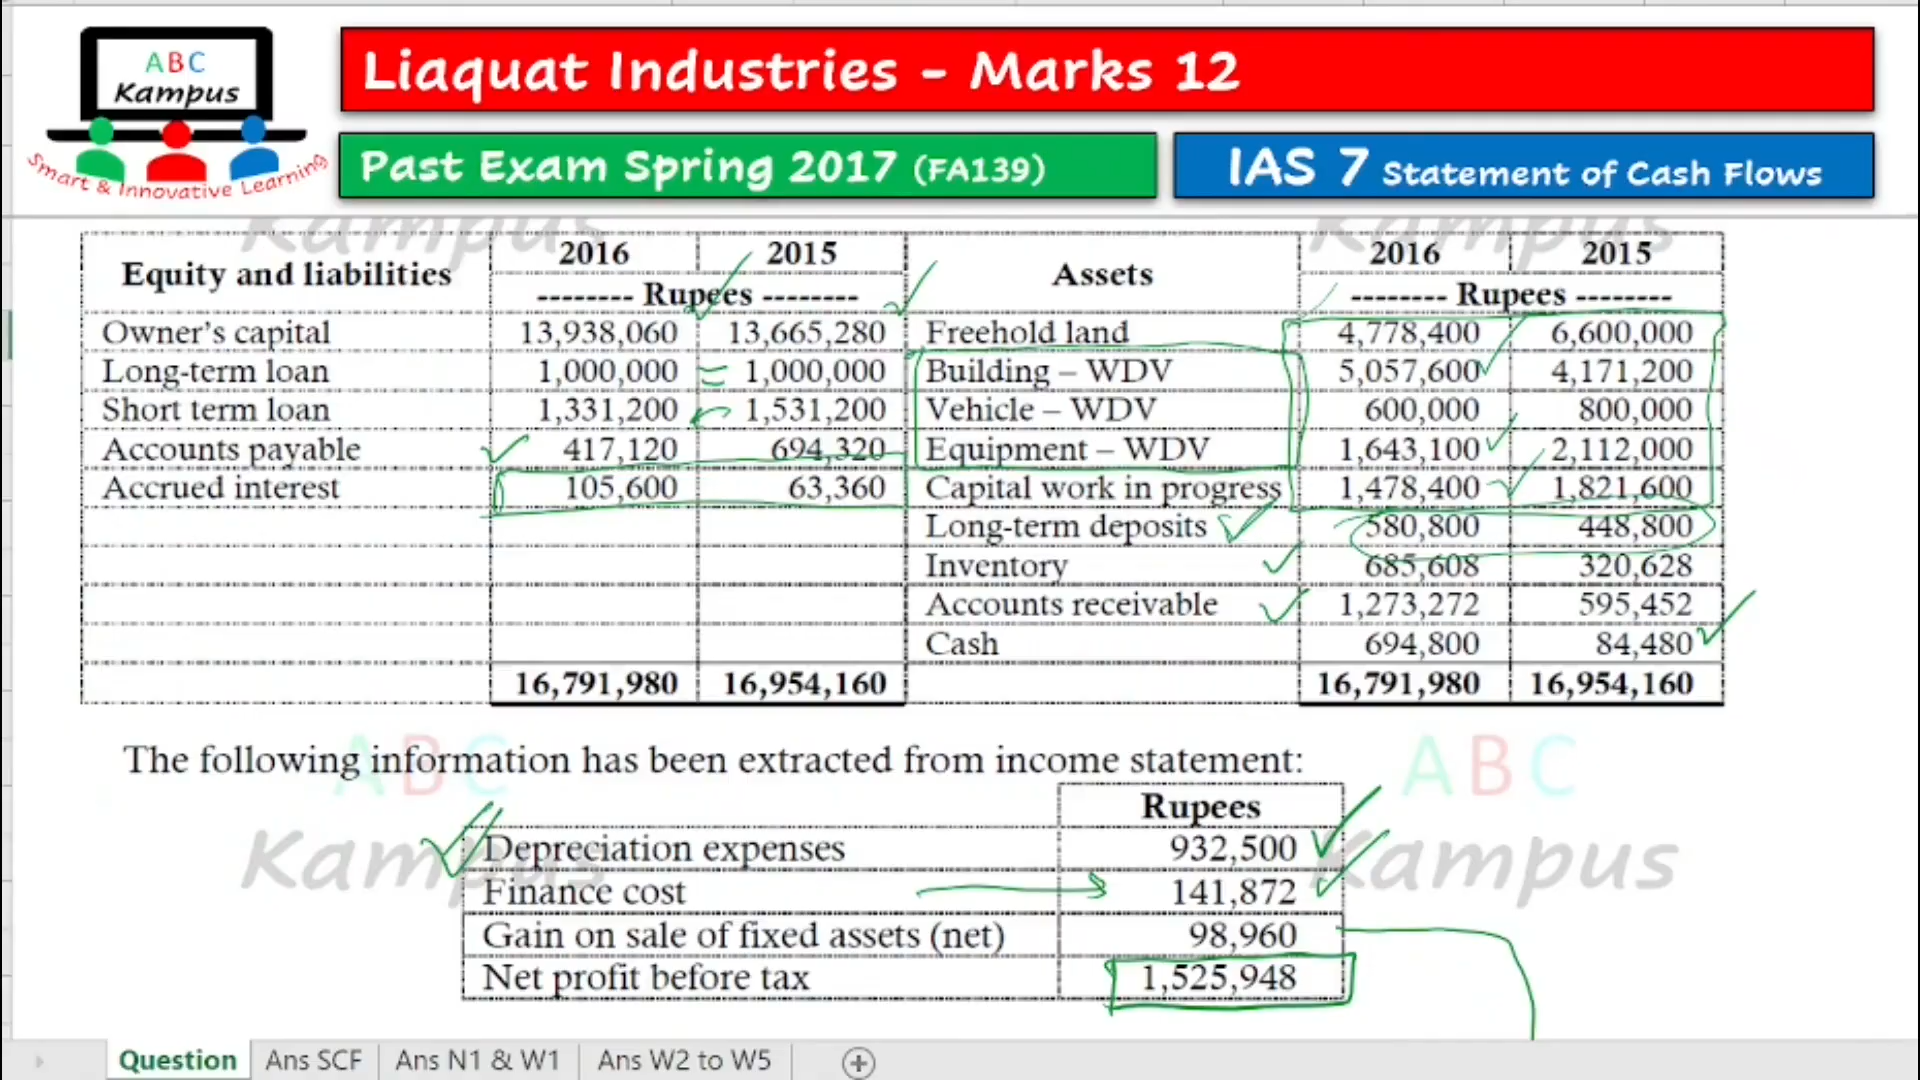 ABC
Kampus
Smart & Innovative Learning
Liaquat Industries - Marks 12
Past Exam Spring 2017 (FA139)
IAS 7 Statement of Cash Flows
Kampus Kampus
Equity and liabilities 2016 2015 Assets 2016 2015
-------- Rupees -------- -------- Rupees --------
Owner's capital 13,938,060 13,665,280 Freehold land 4,778,400 6,600,000
Long-term loan 1,000,000 1,000,000 Building – WDV 5,057,600 4,171,200
Short term loan 1,331,200 1,531,200 Vehicle – WDV 600,000 800,000
Accounts payable 417,120 694,320 Equipment – WDV 1,643,100 2,112,000
Accrued interest 105,600 63,360 Capital work in progress 1,478,400 1,821,600
Long-term deposits 580,800 448,800
Inventory 685,608 320,628
Accounts receivable 1,273,272 595,452
Cash 694,800 84,480
16,791,980 16,954,160 16,791,980 16,954,160
The following information has been extracted from income statement:
ABC ABC
Kampus Kampus
Rupees
Depreciation expenses 932,500
Finance cost 141,872
Gain on sale of fixed assets (net) 98,960
Net profit before tax 1,525,948
Question Ans SCF Ans N1 & W1 Ans W2 to W5